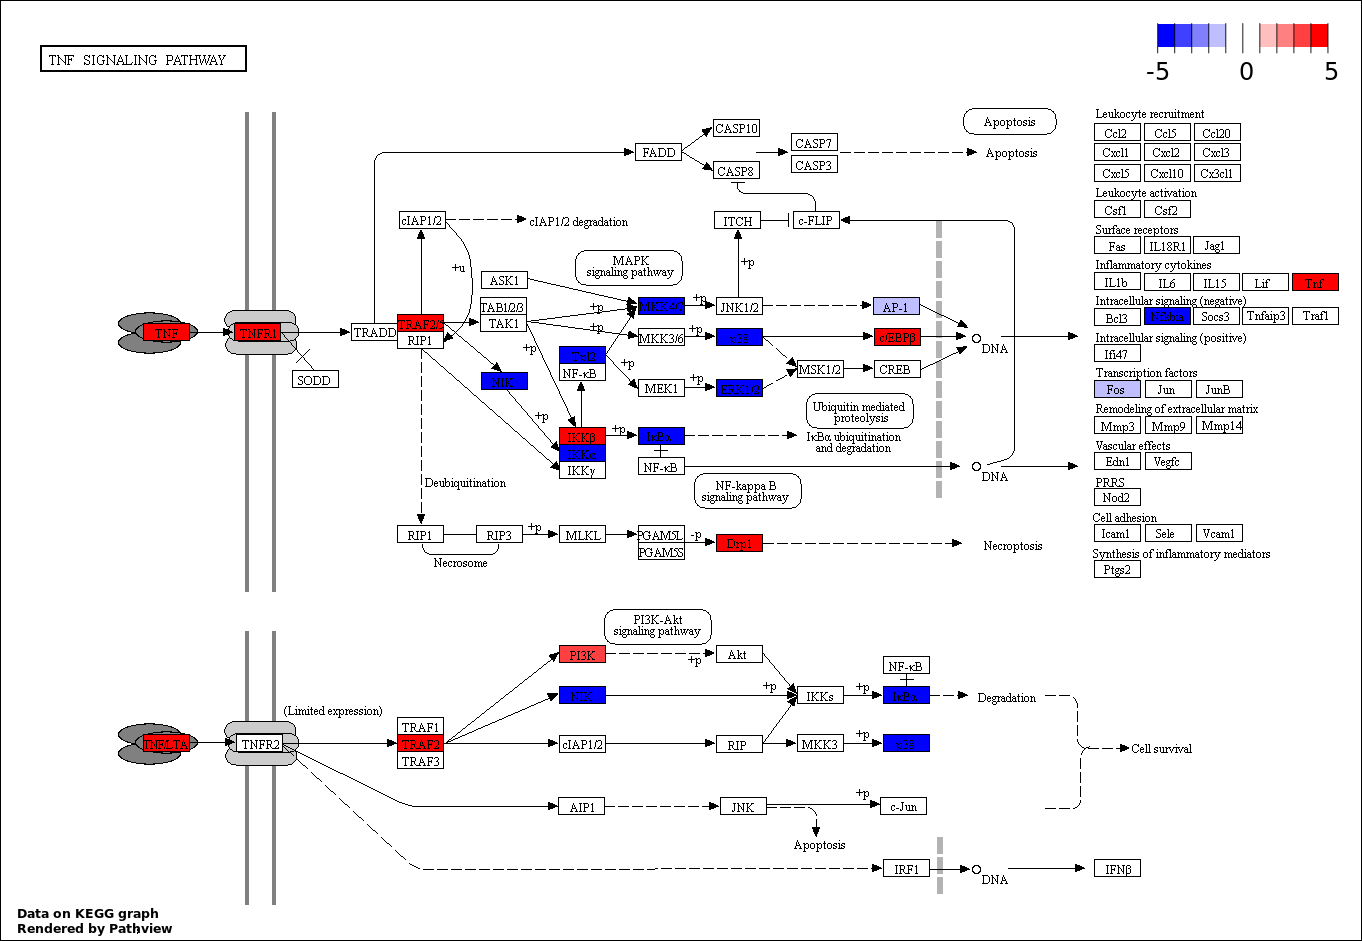 TNF SIGNALING PATHWAY
-5 0 5
Apoptosis
CASP10
FADD
CASP7
CASP3
Apoptosis
CASP8
cIAP1/2
cIAP1/2 degradation
ITCH
c-FLIP
+u
MAPK
signaling pathway
+p
ASK1
TAB1/2/3
TAK1
+p
MKK4/7
+p
JNK1/2
AP-1
TNF
TNFR1
TRADD
TRAF2/5
RIP1
+p
MKK3/6
p38
c/EBPβ
DNA
+p
Tpl2
NF-κB
SODD
NIK
+p
MEK1
MSK1/2
CREB
+p
Ubiquitin mediated
proteolysis
IKKβ
IKKα
IKKγ
+p
IκBα
IκBα ubiquitination
and degradation
NF-κB
DNA
Deubiquitination
NF-kappa B
signaling pathway
RIP1
RIP3
+p
MLKL
PGAM5L
PGAM5S
-p
Drp1
Necroptosis
Necrosome
Leukocyte recruitment
Ccl2 Ccl5 Ccl20
Cxcl1 Cxcl2 Cxcl3
Cxcl5 Cxcl10 Cx3cl1
Leukocyte activation
Csf1 Csf2
Surface receptors
Fas IL18R1 Jag1
Inflammatory cytokines
IL1b IL6 IL15 Lif Tnf
Intracellular signaling (negative)
Bcl3 Nfkbia Socs3 Tnfaip3 Traf1
Intracellular signaling (positive)
Ifi47
Transcription factors
Fos Jun JunB
Remodeling of extracellular matrix
Mmp3 Mmp9 Mmp14
Vascular effects
Edn1 Vegfc
PRRS
Nod2
Cell adhesion
Icam1 Sele Vcam1
Synthesis of inflammatory mediators
Ptgs2
PI3K-Akt
signaling pathway
PI3K
+p
Akt
NF-κB
NIK
+p
IKKs
+p
IκBα
Degradation
(Limited expression)
TNFR2
TRAF1
TRAF2
TRAF3
cIAP1/2
RIP
MKK3
+p
p38
Cell survival
AIP1
JNK
+p
c-Jun
Apoptosis
IRF1
DNA
IFNβ
Data on KEGG graph
Rendered by Pathview